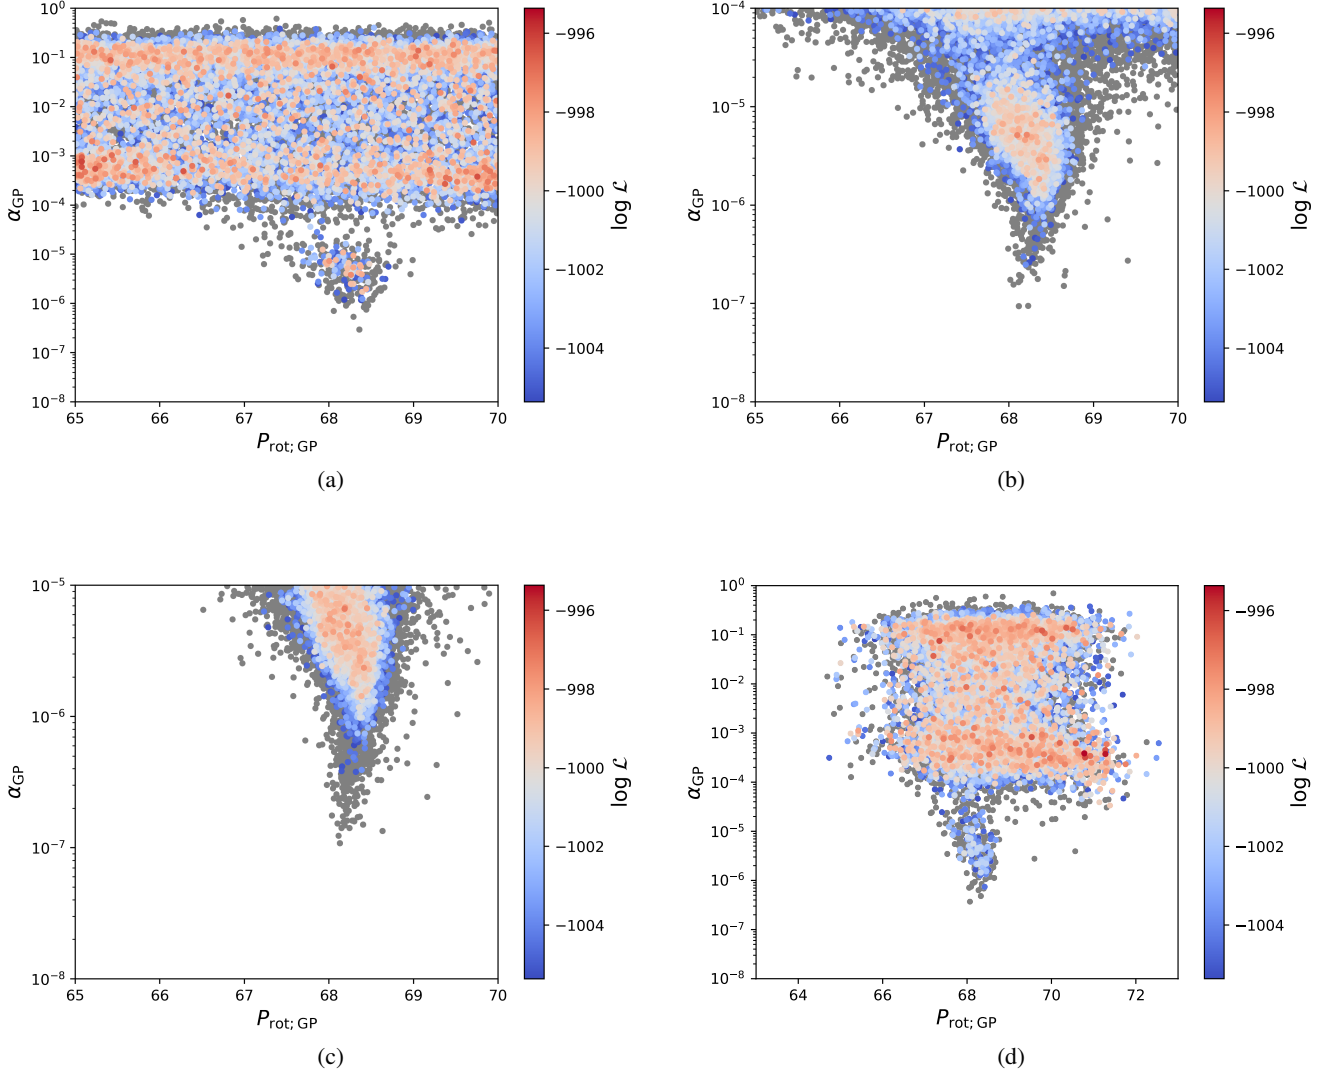 10⁰
10⁻¹
10⁻²
10⁻³
10⁻⁴
10⁻⁵
10⁻⁶
10⁻⁷
10⁻⁸
α_GP
65 66 67 68 69 70
P_rot; GP
−996
−998
−1000
−1002
−1004
log ℒ
(a)
10⁻⁴
10⁻⁵
10⁻⁶
10⁻⁷
10⁻⁸
α_GP
65 66 67 68 69 70
P_rot; GP
−996
−998
−1000
−1002
−1004
log ℒ
(b)
10⁻⁵
10⁻⁶
10⁻⁷
10⁻⁸
α_GP
65 66 67 68 69 70
P_rot; GP
−996
−998
−1000
−1002
−1004
log ℒ
(c)
10⁰
10⁻¹
10⁻²
10⁻³
10⁻⁴
10⁻⁵
10⁻⁶
10⁻⁷
10⁻⁸
α_GP
64 66 68 70 72
P_rot; GP
−996
−998
−1000
−1002
−1004
log ℒ
(d)